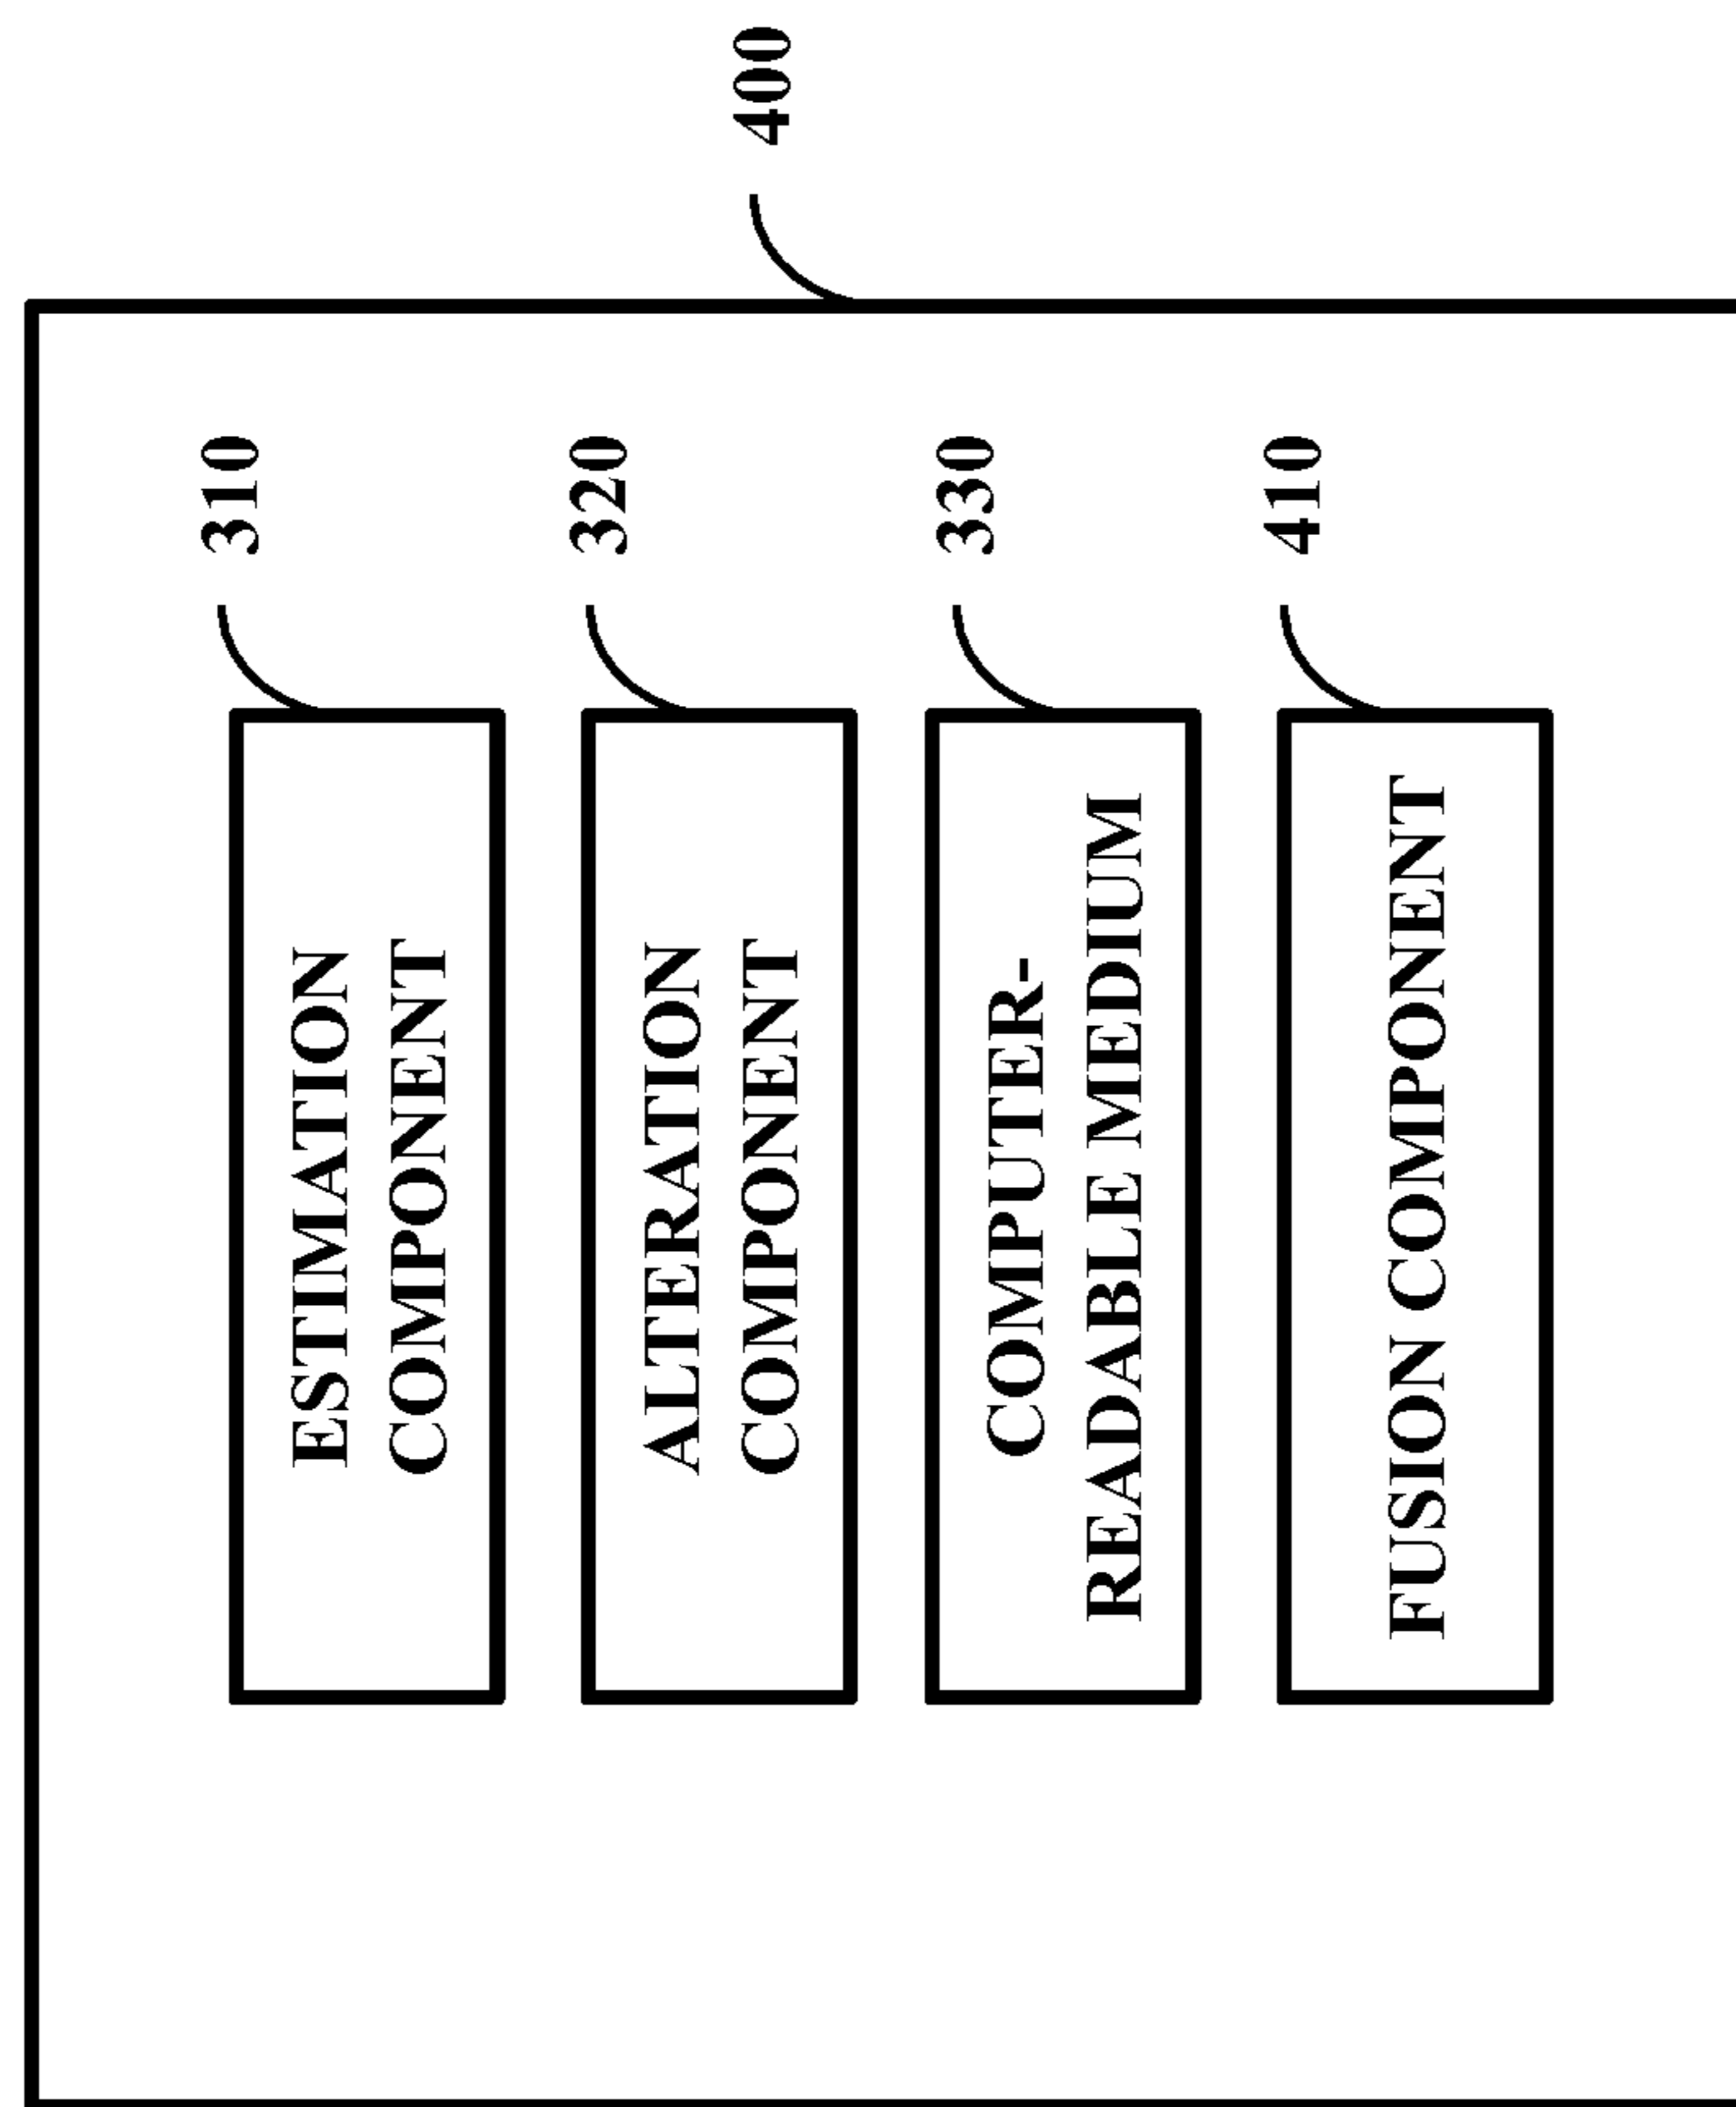 400
310
ESTIMATION
COMPONENT
320
ALTERATION
COMPONENT
330
COMPUTER-
READABLE MEDIUM
410
FUSION COMPONENT